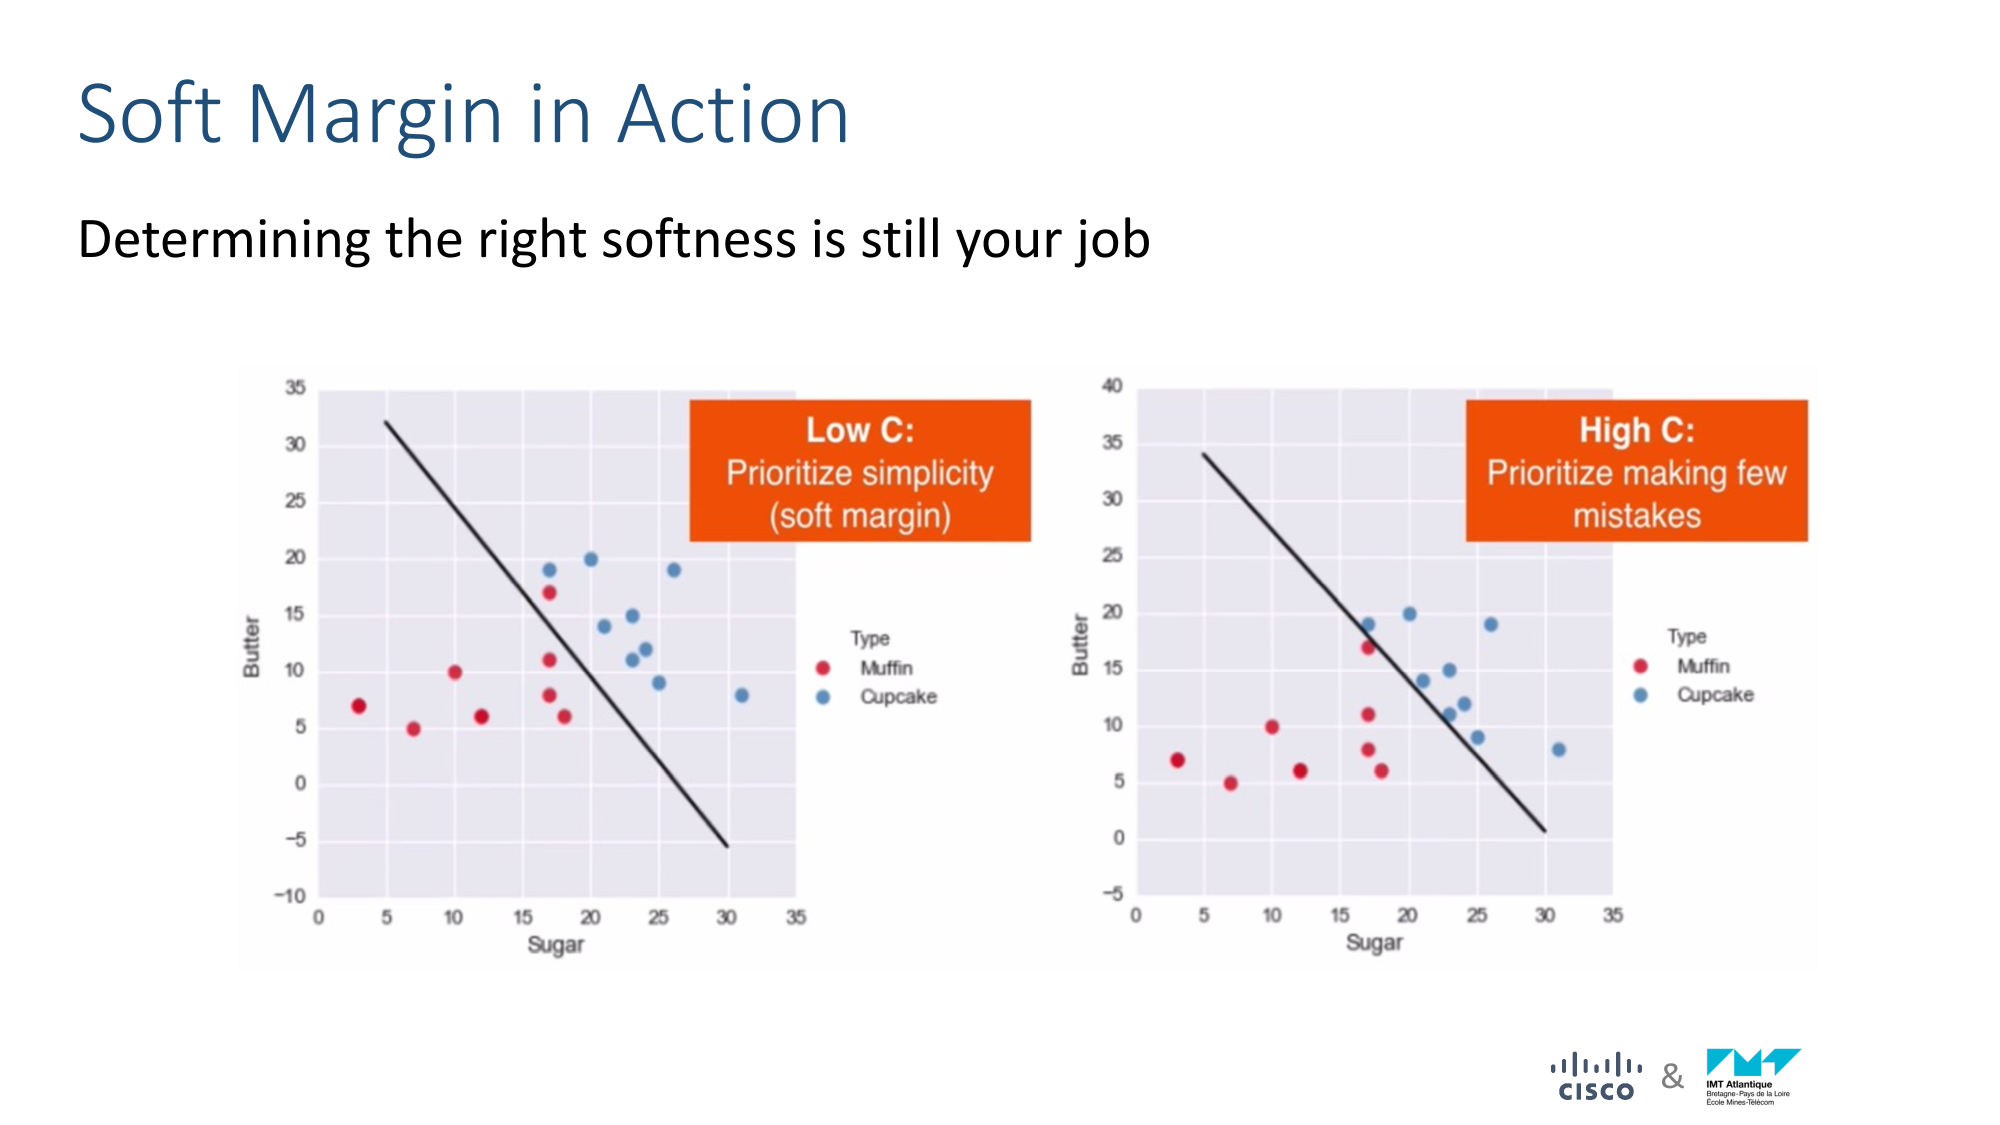 Soft Margin in Action
Determining the right softness is still your job
35
30
25
20
15
10
5
0
−5
−10
0 5 10 15 20 25 30 35
Butter
Sugar
Low C:
Prioritize simplicity
(soft margin)
Type
Muffin
Cupcake
40
35
30
25
20
15
10
5
0
−5
0 5 10 15 20 25 30 35
Butter
Sugar
High C:
Prioritize making few
mistakes
Type
Muffin
Cupcake
CISCO
&
IMT Atlantique
Bretagne-Pays de la Loire
École Mines-Télécom